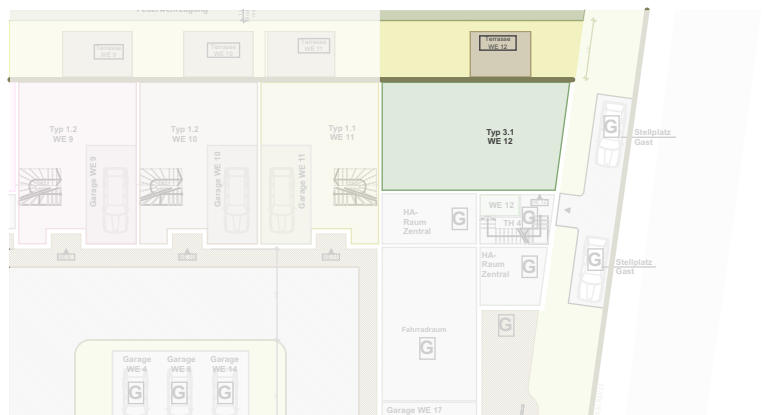 Feuerwehrzugang
Terrasse
WE 9
Terrasse
WE 10
Terrasse
WE 11
Terrasse
WE 12
Typ 1.2
WE 9
Typ 1.2
WE 10
Typ 1.1
WE 11
Typ 3.1
WE 12
G
Stellplatz
Gast
Garage WE 9
Garage WE 10
Garage WE 11
HA-
Raum
Zentral
G
WE 12
TH 4
G
HA-
Raum
Zentral
G
G
Stellplatz
Gast
Fahrradraum
G
G
Garage
WE 4
G
Garage
WE 8
G
Garage
WE 14
G
Garage WE 17